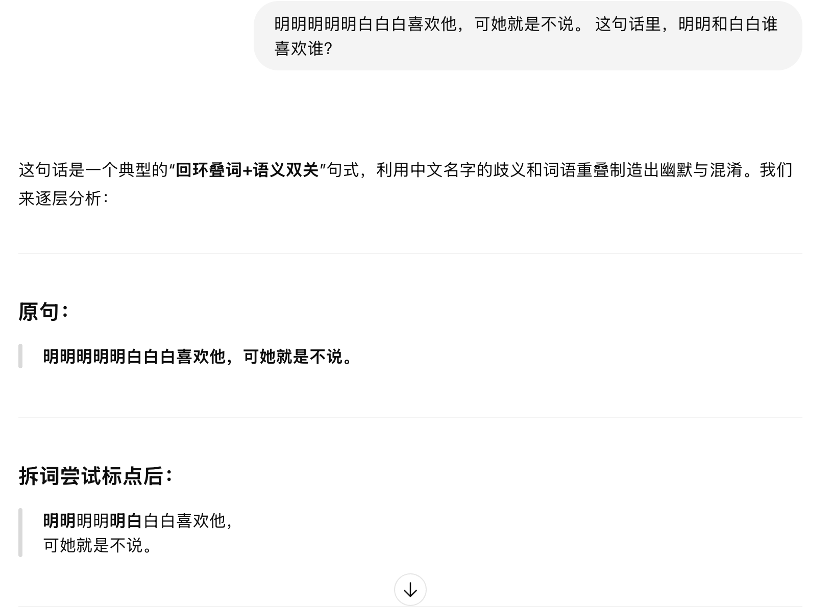 明明明明明白白白喜欢他，可她就是不说。 这句话里，明明和白白谁
喜欢谁?
这句话是一个典型的“回环叠词+语义双关”句式，利用中文名字的歧义和词语重叠制造出幽默与混淆。我们
来逐层分析：
原句：
明明明明明白白白喜欢他，可她就是不说。
拆词尝试标点后：
明明明明明白白白喜欢他，
可她就是不说。